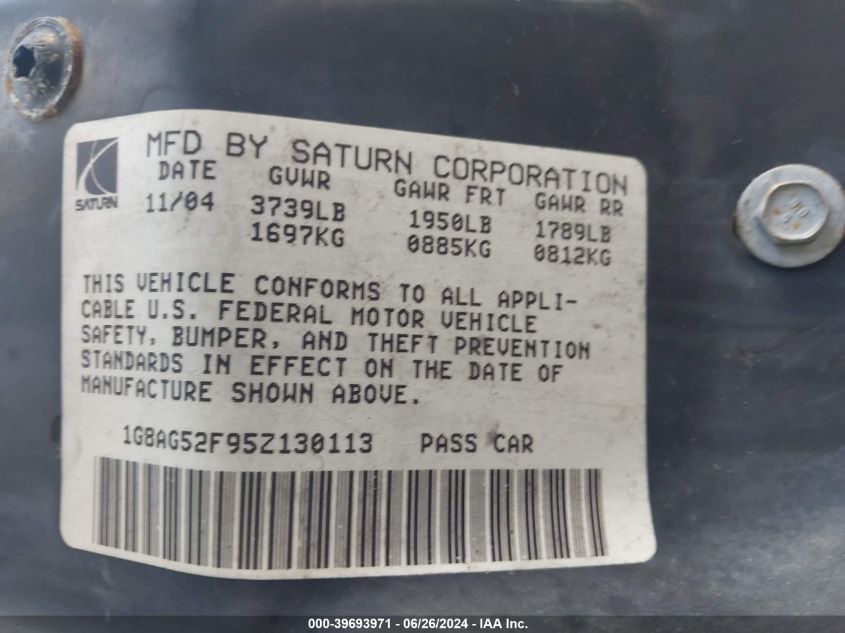 MFD BY SATURN CORPORATION
SATURN
DATE GVWR GAWR FRT GAWR RR
11/04 3739LB 1950LB 1789LB
1697KG 0885KG 0812KG
THIS VEHICLE CONFORMS TO ALL APPLI-
CABLE U.S. FEDERAL MOTOR VEHICLE
SAFETY, BUMPER, AND THEFT PREVENTION
STANDARDS IN EFFECT ON THE DATE OF
MANUFACTURE SHOWN ABOVE.
1G8AG52F95Z130113 PASS CAR
000-39693971 / 06/26/2024 - IAA Inc.